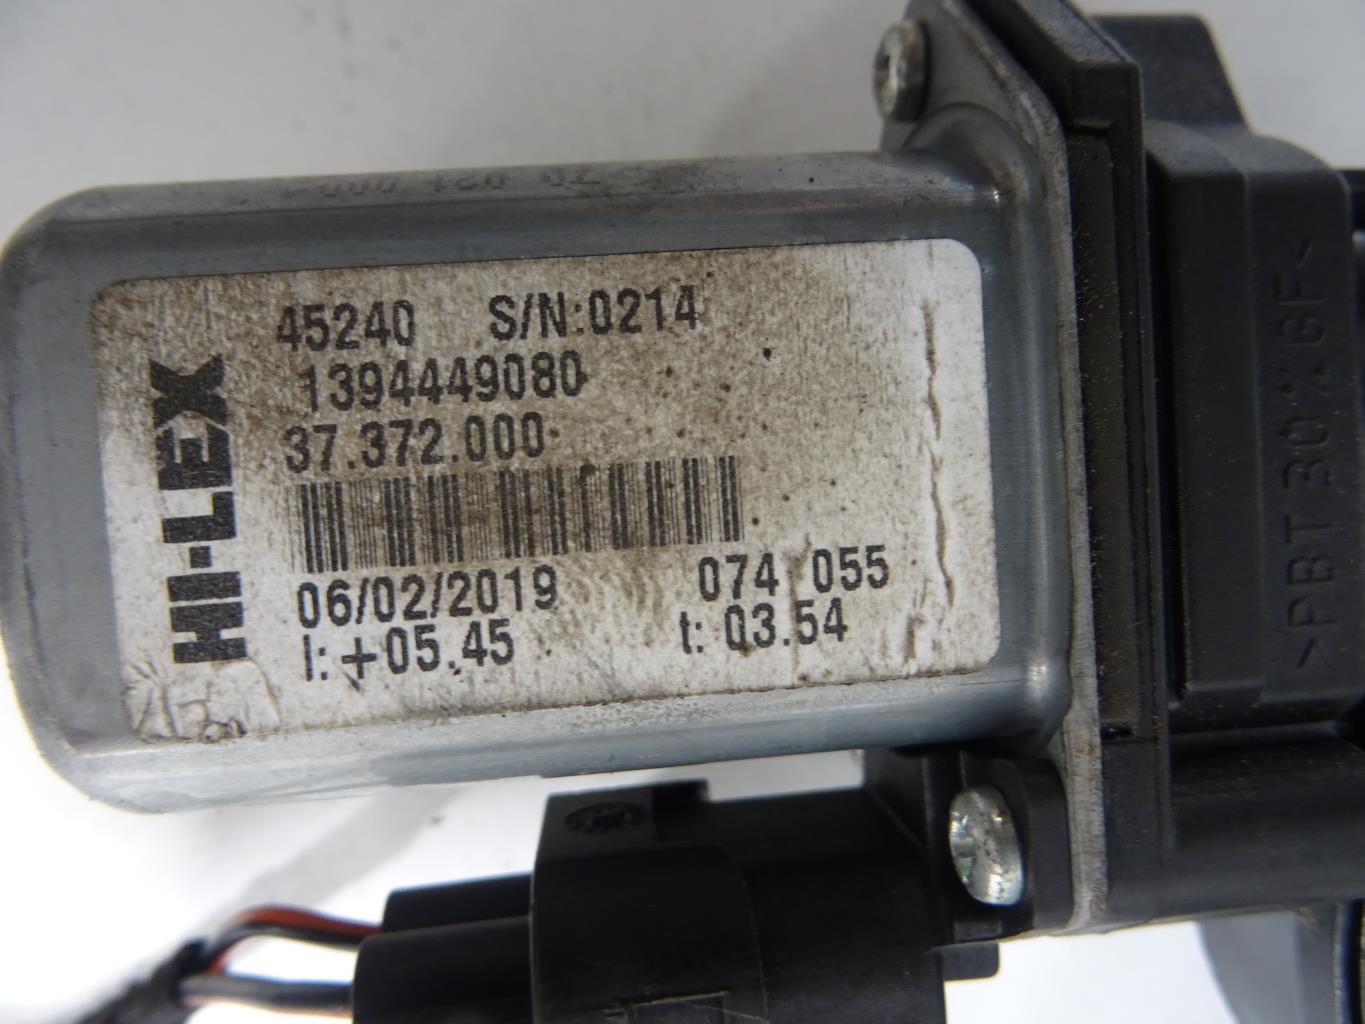 45240 S/N:0214
1394449080
37.372.000
06/02/2019 074 055
I: +05.45 t: 03.54
HI-LEX
>PBT 30% GF<